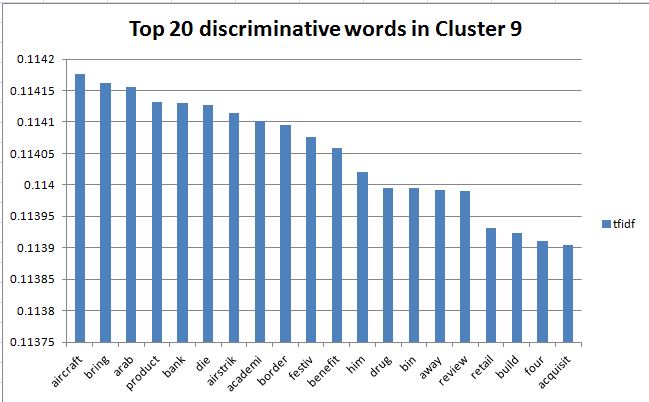 Top 20 discriminative words in Cluster 9
0.1142
0.11415
0.1141
0.11405
0.114
0.11395
0.1139
0.11385
0.1138
0.11375
aircraft
bring
arab
product
bank
die
airstrik
academi
border
festiv
benefit
him
drug
bin
away
review
retail
build
four
acquisit
tfidf